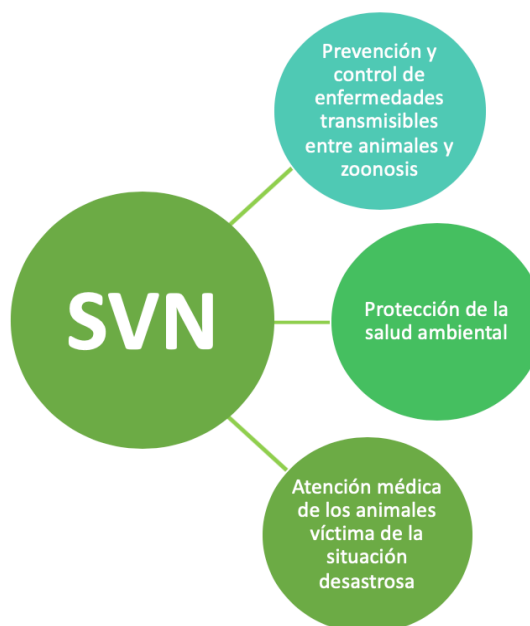 Prevención y
control de
enfermedades
transmisibles
entre animales y
zoonosis
SVN
Protección de la
salud ambiental
Atención médica
de los animales
víctima de la
situación
desastrosa